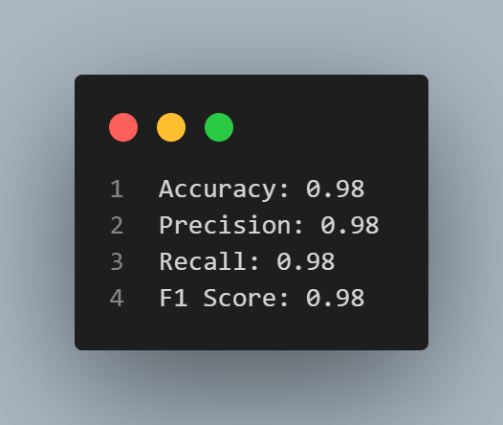 1 Accuracy: 0.98
2 Precision: 0.98
3 Recall: 0.98
4 F1 Score: 0.98